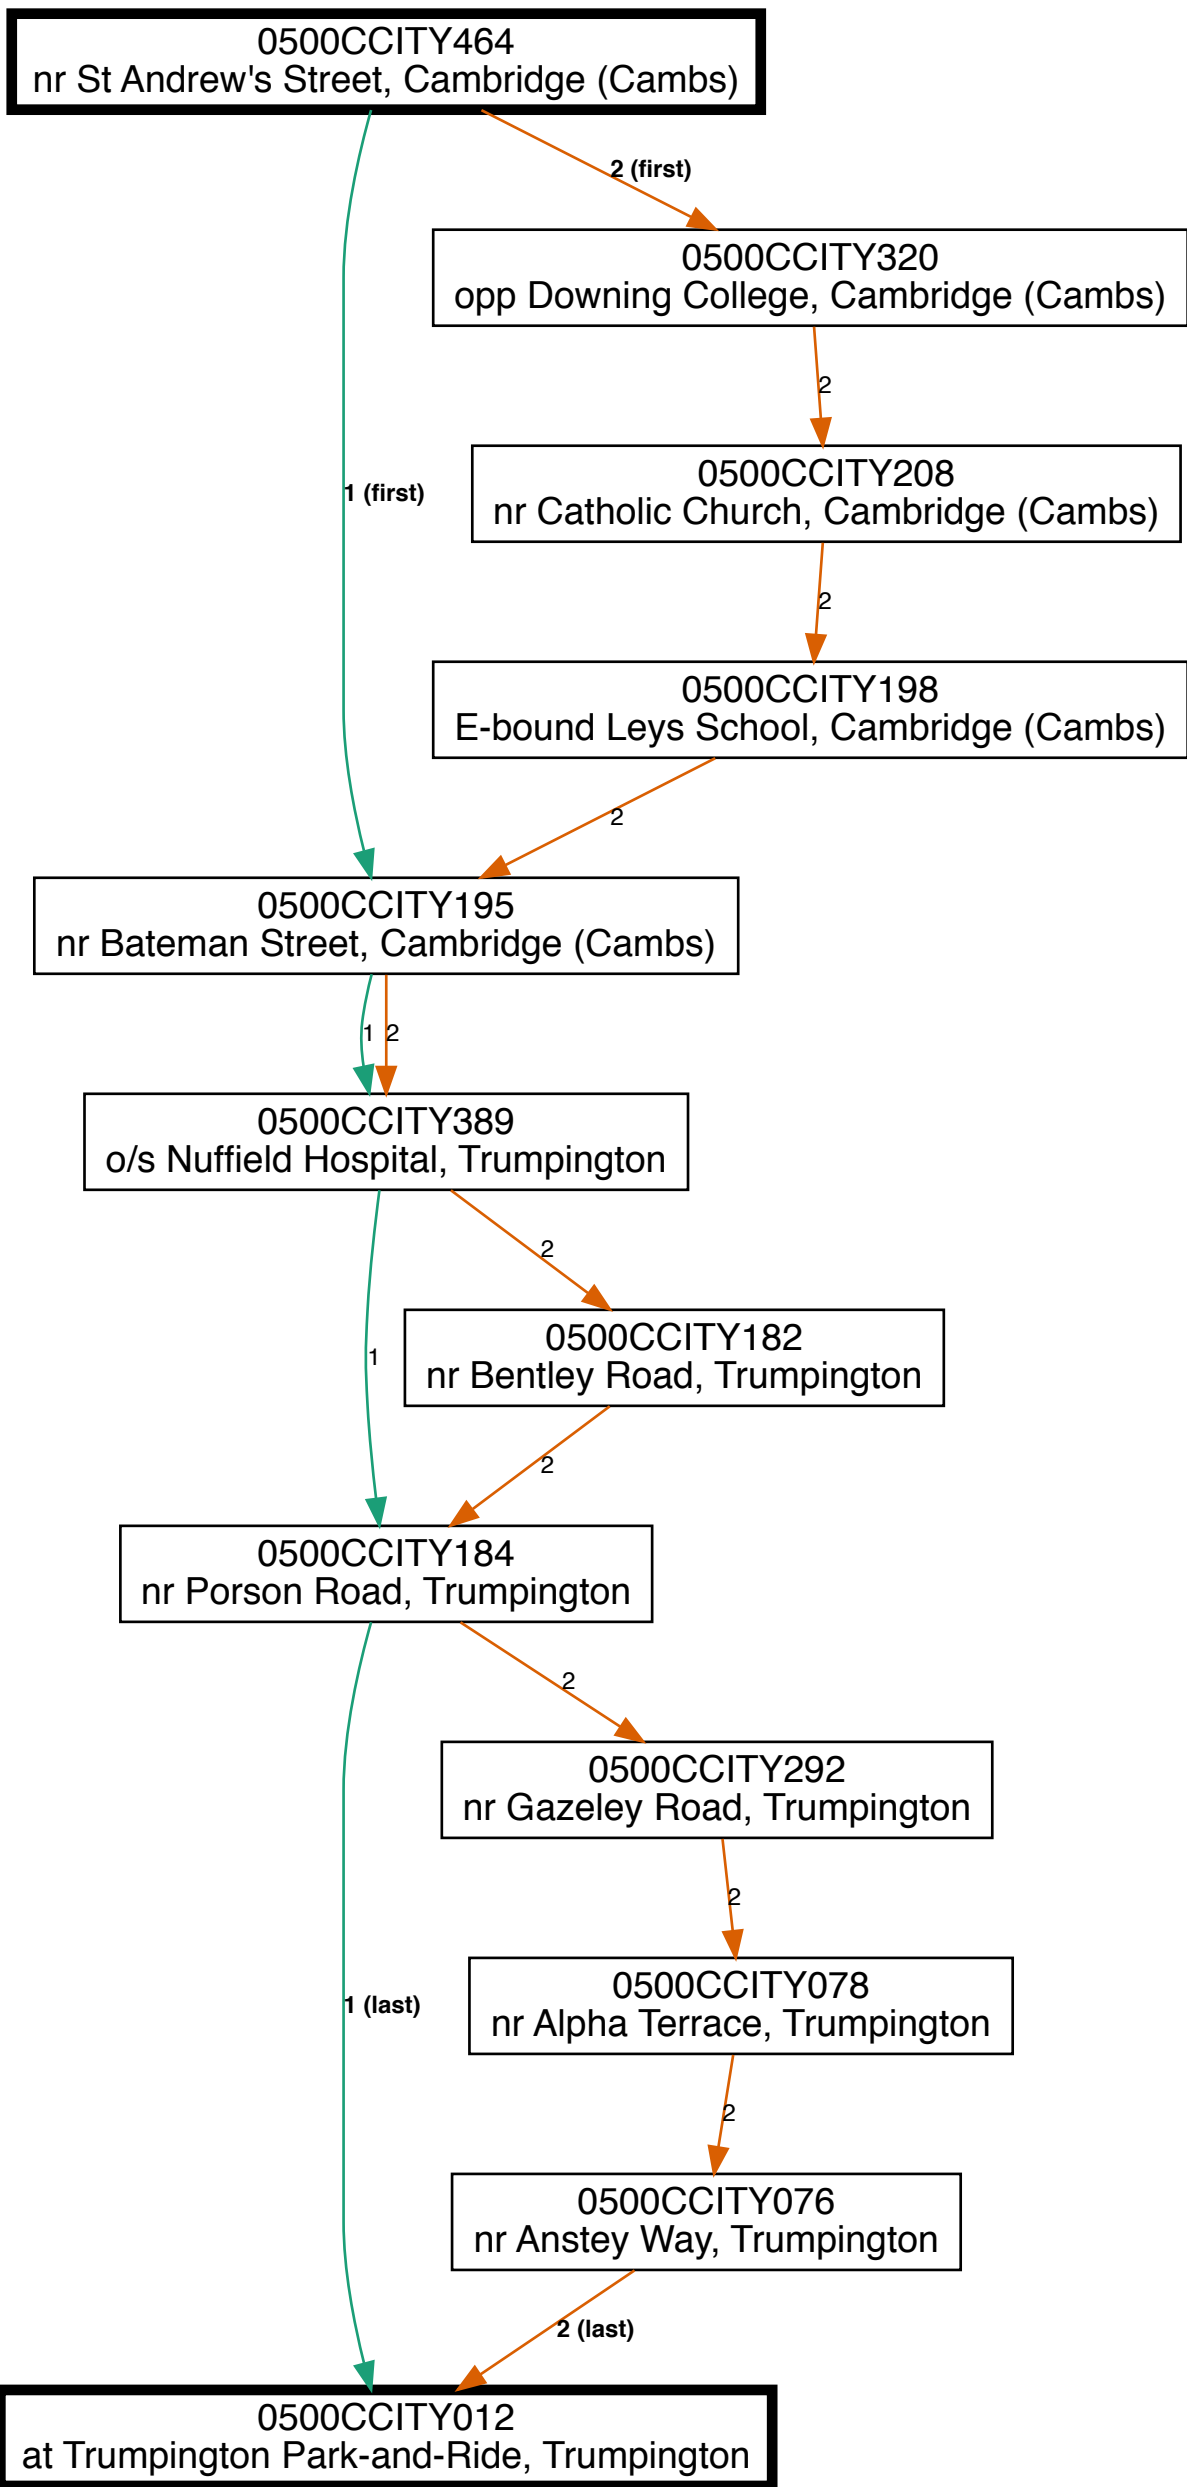 0500CCITY464
nr St Andrew's Street, Cambridge (Cambs)
2 (first)
0500CCITY320
opp Downing College, Cambridge (Cambs)
2
0500CCITY208
nr Catholic Church, Cambridge (Cambs)
1 (first)
2
0500CCITY198
E-bound Leys School, Cambridge (Cambs)
2
0500CCITY195
nr Bateman Street, Cambridge (Cambs)
1 2
0500CCITY389
o/s Nuffield Hospital, Trumpington
2
0500CCITY182
nr Bentley Road, Trumpington
1
2
0500CCITY184
nr Porson Road, Trumpington
2
0500CCITY292
nr Gazeley Road, Trumpington
2
0500CCITY078
nr Alpha Terrace, Trumpington
1 (last)
2
0500CCITY076
nr Anstey Way, Trumpington
2 (last)
0500CCITY012
at Trumpington Park-and-Ride, Trumpington